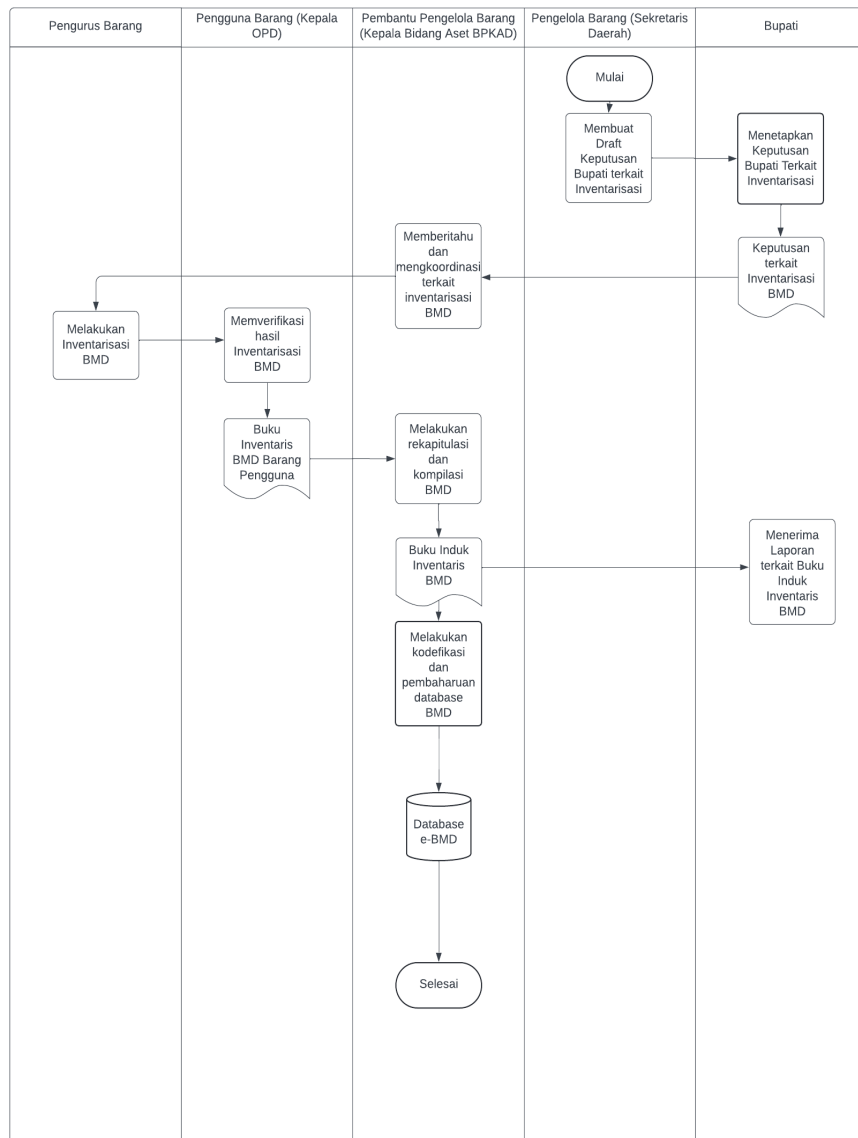 Pengurus Barang
Pengguna Barang (Kepala
OPD)
Pembantu Pengelola Barang
(Kepala Bidang Aset BPKAD)
Pengelola Barang (Sekretaris
Daerah)
Bupati
Mulai
Membuat
Draft
Keputusan
Bupati terkait
Inventarisasi
Menetapkan
Keputusan
Bupati Terkait
Inventarisasi
Keputusan
terkait
Inventarisasi
BMD
Memberitahu
dan
mengkoordinasi
terkait
inventarisasi
BMD
Melakukan
Inventarisasi
BMD
Memverifikasi
hasil
Inventarisasi
BMD
Buku
Inventaris
BMD Barang
Pengguna
Melakukan
rekapitulasi
dan
kompilasi
BMD
Buku Induk
Inventaris
BMD
Menerima
Laporan
terkait Buku
Induk
Inventaris
BMD
Melakukan
kodefikasi
dan
pembaharuan
database
BMD
Database
e-BMD
Selesai